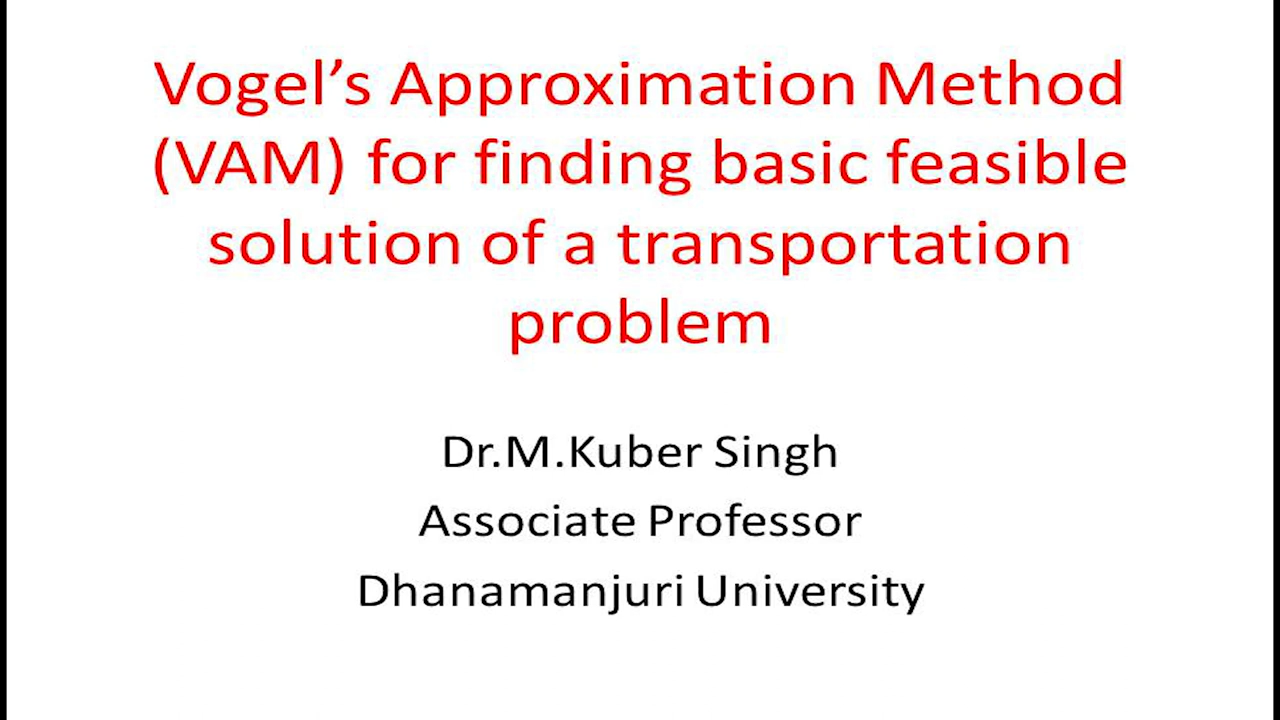 Vogel’s Approximation Method
(VAM) for finding basic feasible
solution of a transportation
problem
Dr.M.Kuber Singh
Associate Professor
Dhanamanjuri University